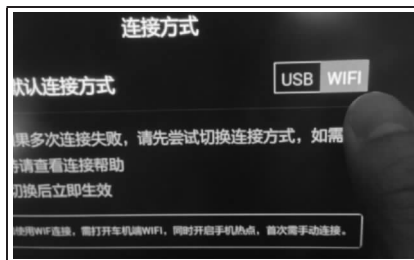 连接方式
默认连接方式
USB WIFI
果多次连接失败，请先尝试切换连接方式，如需
请查看连接帮助
切换后立即生效
使用WIFI连接，需打开车机端WIFI，同时开启手机热点，首次需手动连接。